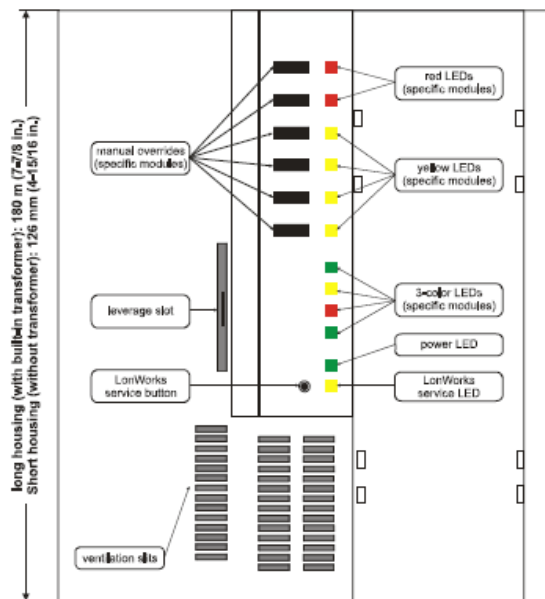 long housing (with built-in transformer): 180 m (7-7/8 in.)
Short housing (without transformer): 126 mm (4-15/16 in.)
manual overrides
(specific modules)
leverage slot
LonWorks
service button
ventilation slits
red LEDs
(specific modules)
yellow LEDs
(specific modules)
3-color LEDs
(specific modules)
power LED
LonWorks
service LED